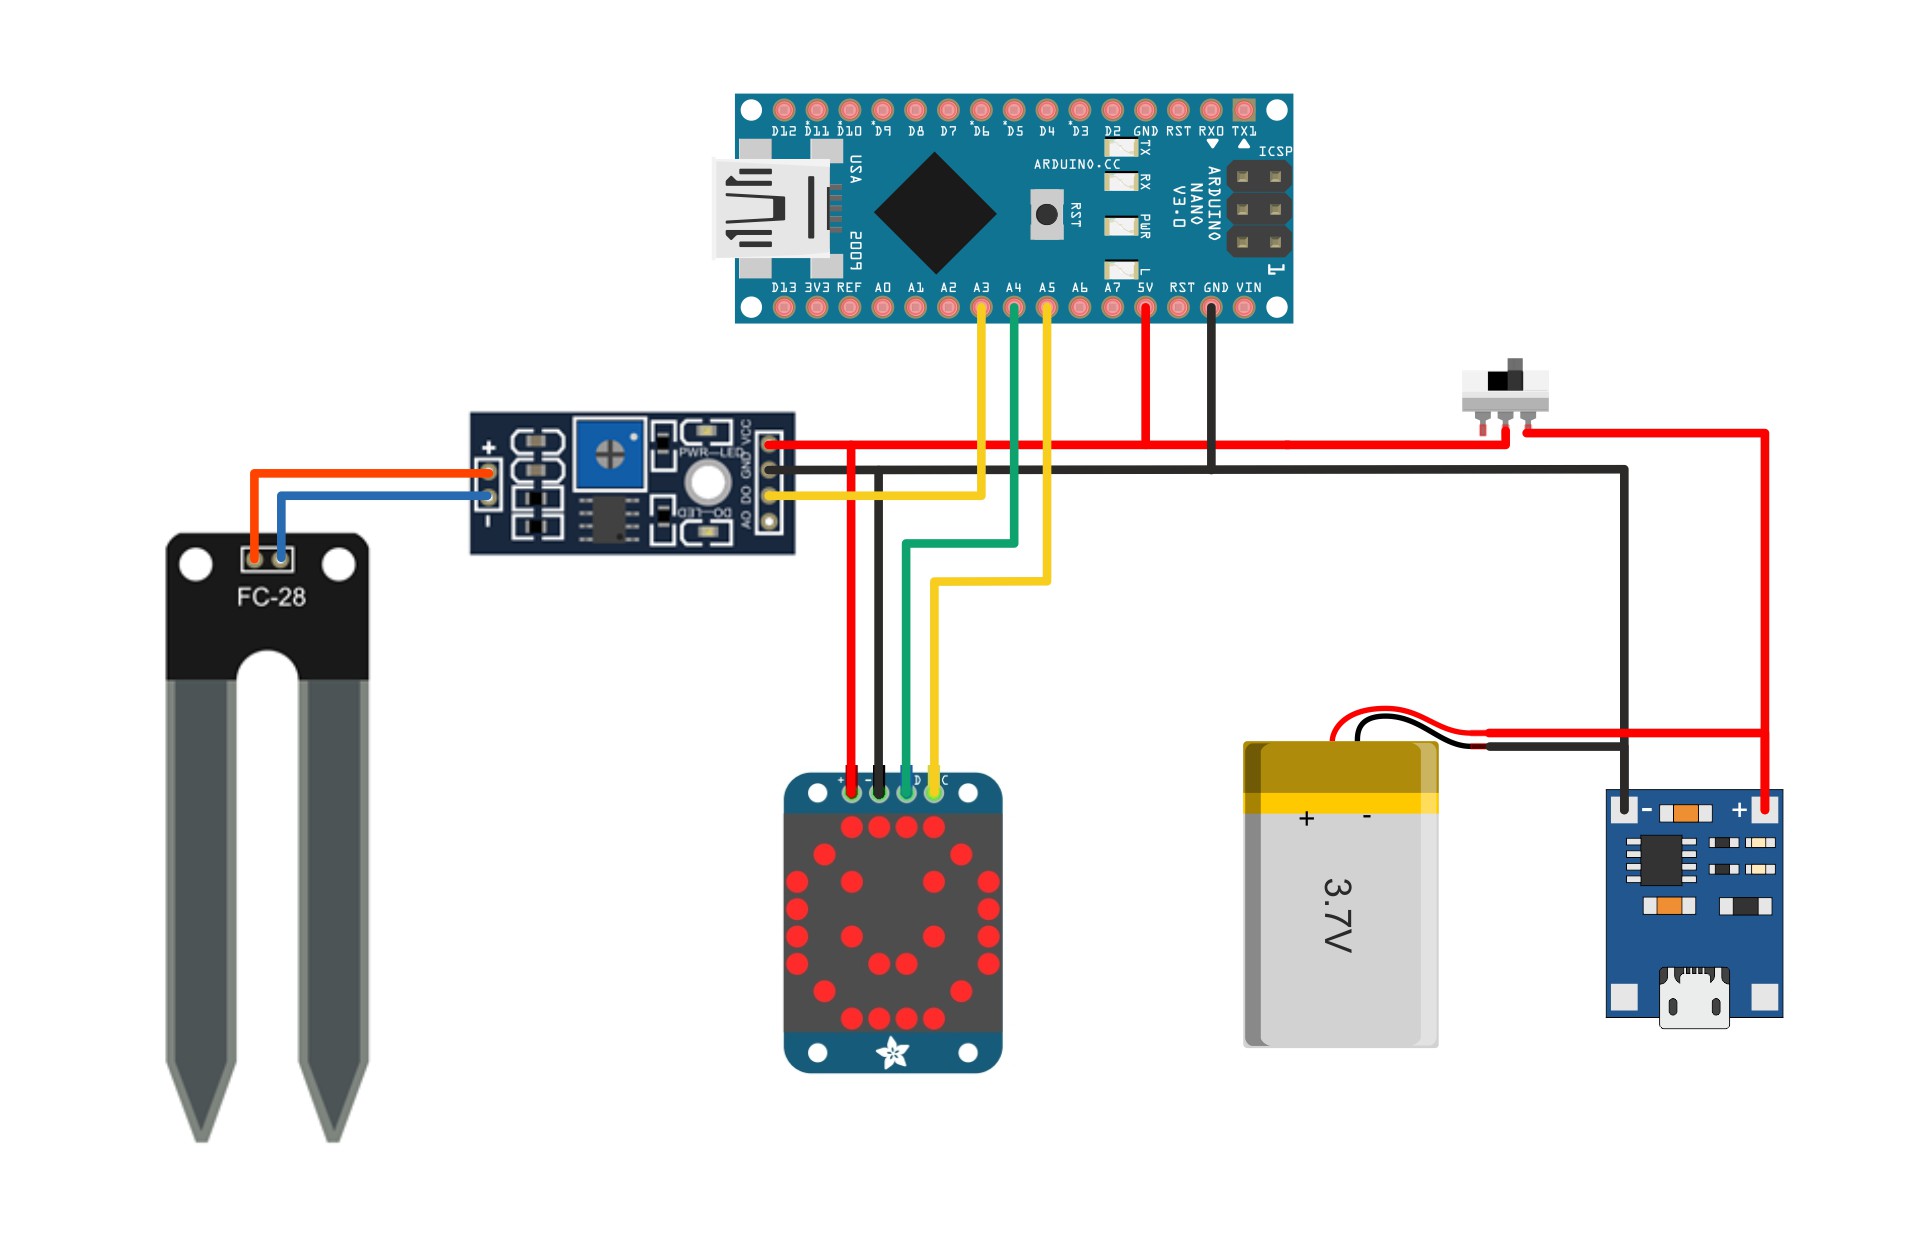 D12 *D11 *D10 *D9 D8 D7 *D6 *D5 D4 *D3 D2 GND RST RX0 TX1
ICSP
ARDUINO.CC
TX
RX
PWR
L
RST
USA
2009
ARDUINO
NANO
V3.0
1
D13 3V3 REF A0 A1 A2 A3 A4 A5 A6 A7 5V RST GND VIN
+
-
PWR-LED
DO-LED
VCC
GND
DO
AO
FC-28
+ - D C
+ -
3.7V
- +